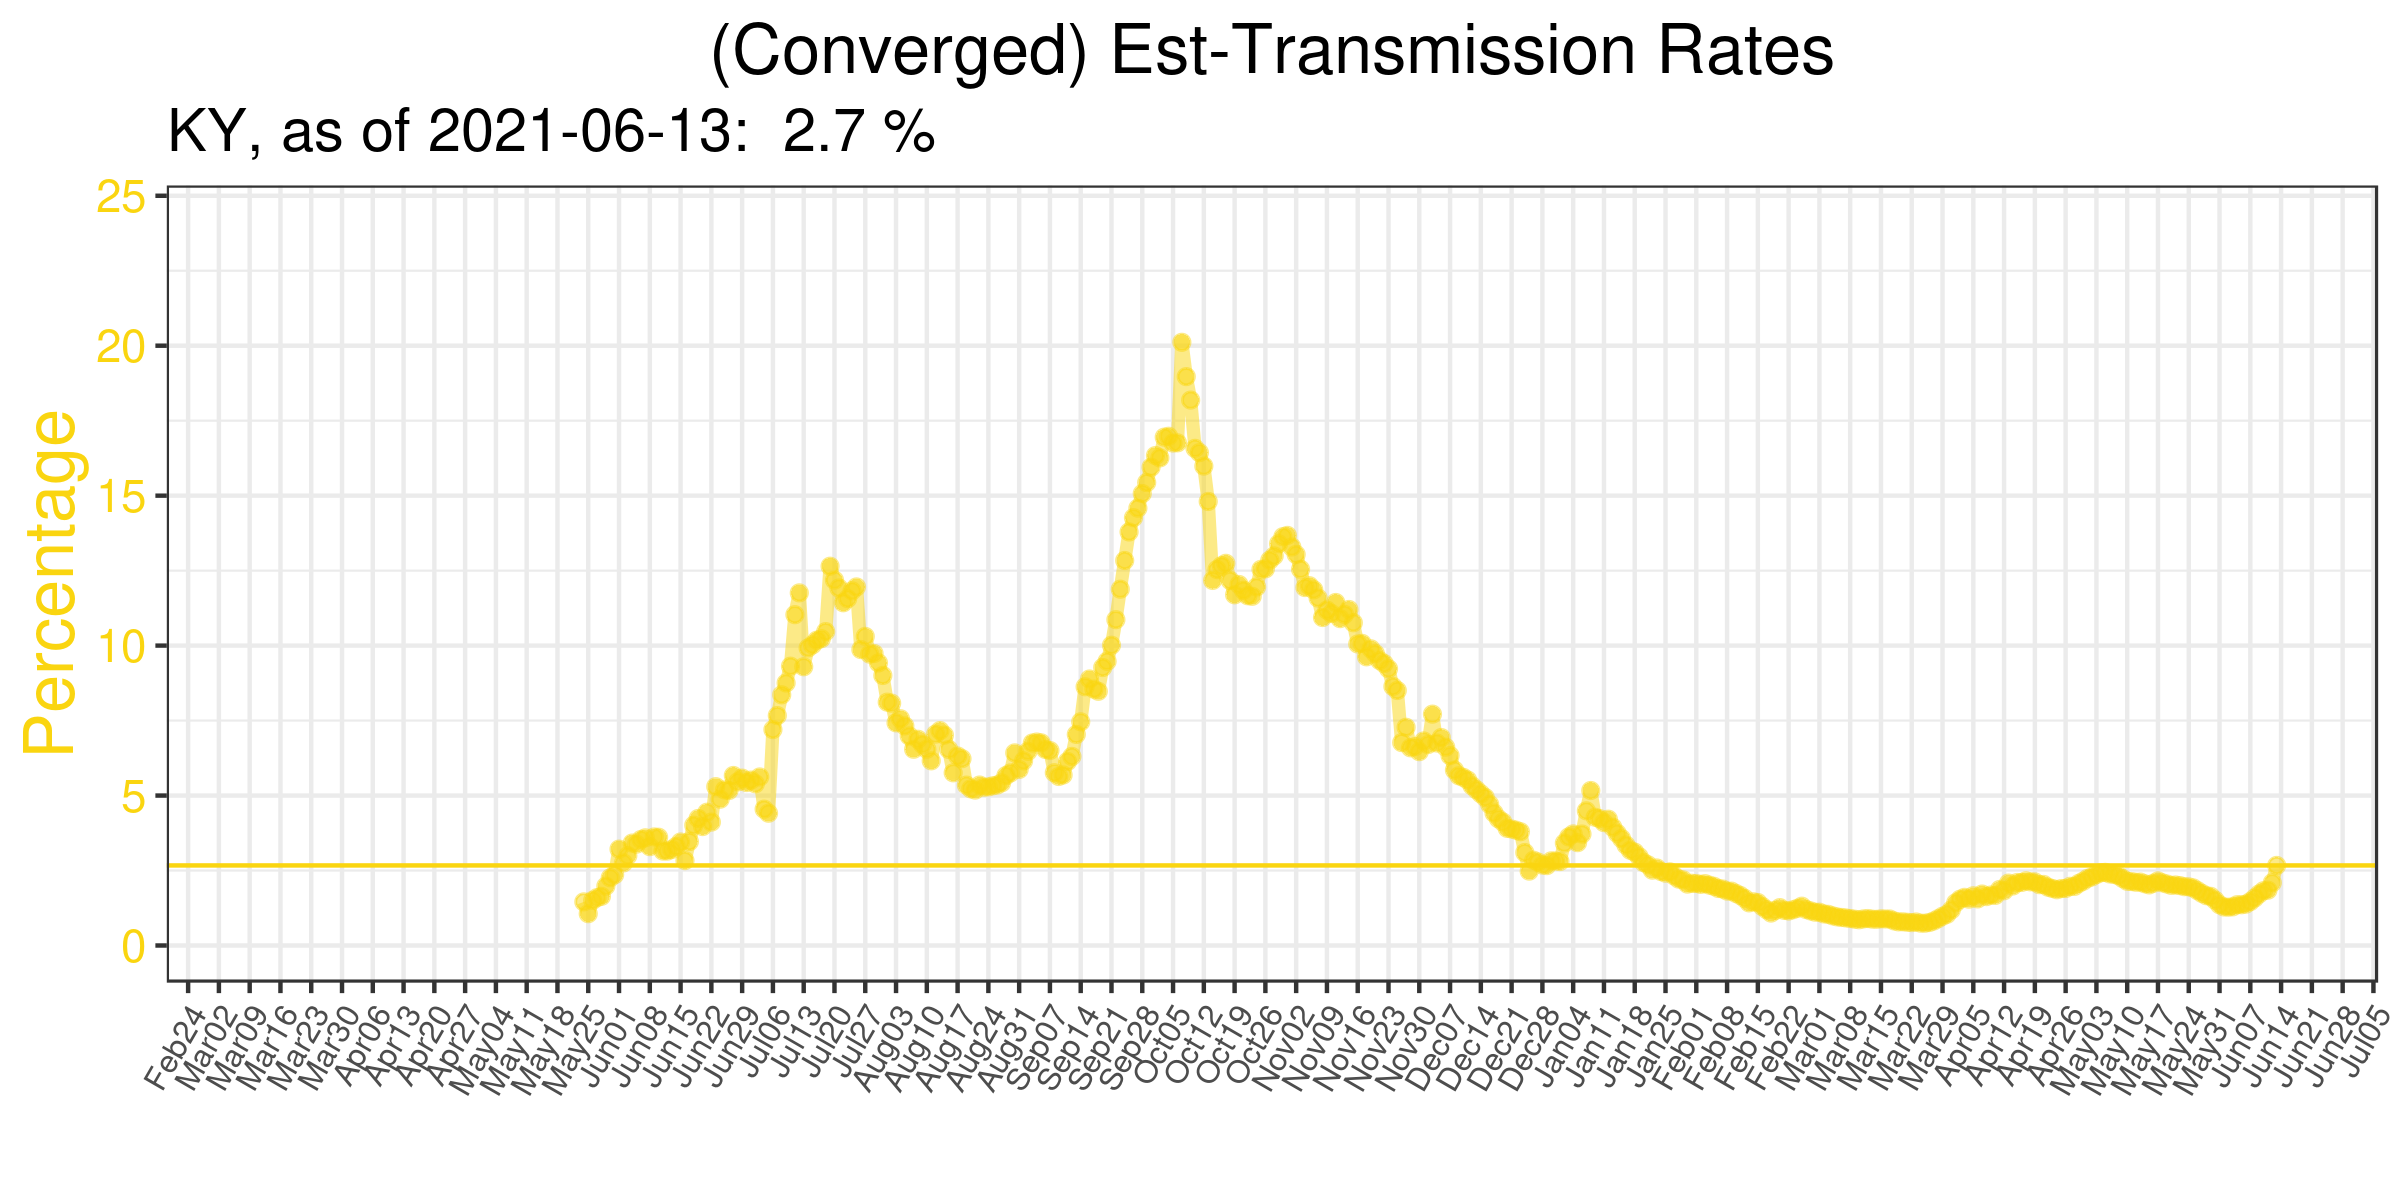 (Converged) Est-Transmission Rates
KY, as of 2021-06-13:  2.7 %
Percentage
25
20
15
10
5
0
Feb24
Mar02
Mar09
Mar16
Mar23
Mar30
Apr06
Apr13
Apr20
Apr27
May04
May11
May18
May25
Jun01
Jun08
Jun15
Jun22
Jun29
Jul06
Jul13
Jul20
Jul27
Aug03
Aug10
Aug17
Aug24
Aug31
Sep07
Sep14
Sep21
Sep28
Oct05
Oct12
Oct19
Oct26
Nov02
Nov09
Nov16
Nov23
Nov30
Dec07
Dec14
Dec21
Dec28
Jan04
Jan11
Jan18
Jan25
Feb01
Feb08
Feb15
Feb22
Mar01
Mar08
Mar15
Mar22
Mar29
Apr05
Apr12
Apr19
Apr26
May03
May10
May17
May24
May31
Jun07
Jun14
Jun21
Jun28
Jul05